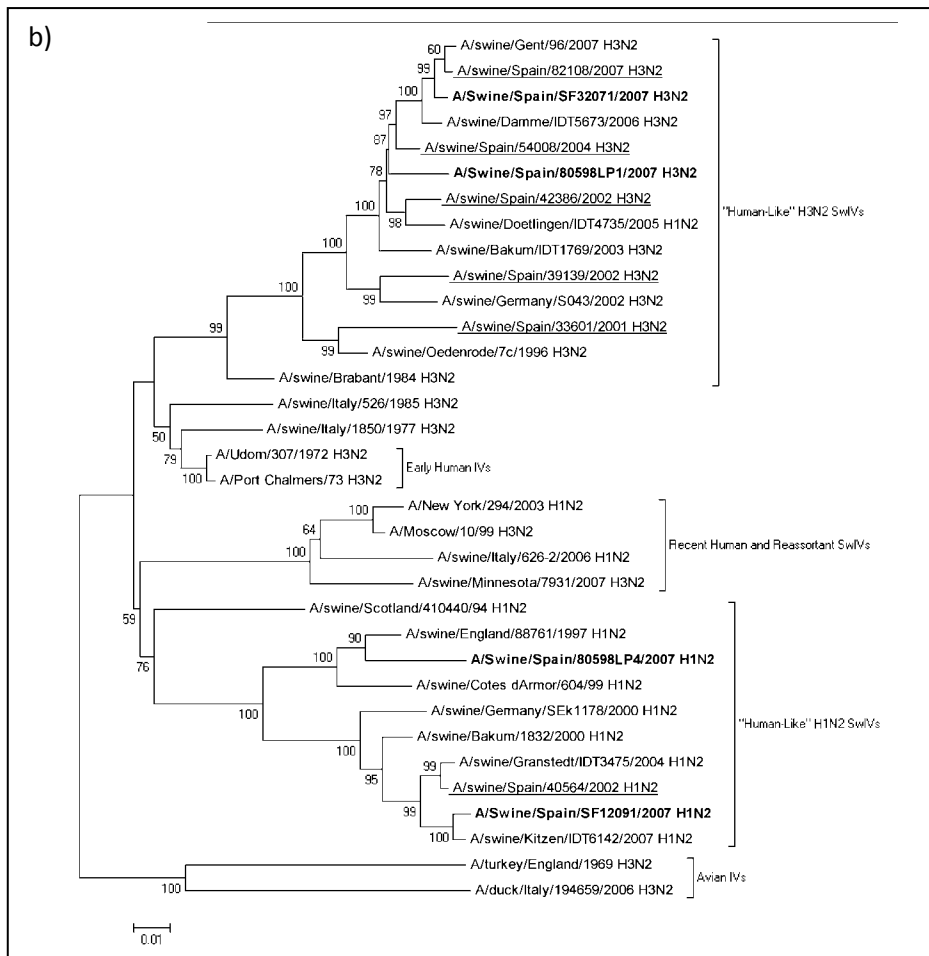 b)
60 A/swine/Gent/96/2007 H3N2
99 A/swine/Spain/82108/2007 H3N2
100 A/Swine/Spain/SF32071/2007 H3N2
97 A/swine/Damme/IDT5673/2006 H3N2
87 A/swine/Spain/54008/2004 H3N2
78 A/Swine/Spain/80598LP1/2007 H3N2
100 A/swine/Spain/42386/2002 H3N2
"Human-Like" H3N2 SwIVs
98 A/swine/Doetlingen/IDT4735/2005 H1N2
100 A/swine/Bakum/IDT1769/2003 H3N2
100 A/swine/Spain/39139/2002 H3N2
99 A/swine/Germany/S043/2002 H3N2
99 A/swine/Spain/33601/2001 H3N2
99 A/swine/Oedenrode/7c/1996 H3N2
A/swine/Brabant/1984 H3N2
A/swine/Italy/526/1985 H3N2
50 A/swine/Italy/1850/1977 H3N2
79 A/Udorn/307/1972 H3N2
Early Human IVs
100 A/Port Chalmers/73 H3N2
100 A/New York/294/2003 H1N2
64 A/Moscow/10/99 H3N2
Recent Human and Reassortant SwIVs
100 A/swine/Italy/626-2/2006 H1N2
A/swine/Minnesota/7931/2007 H3N2
59 A/swine/Scotland/410440/94 H1N2
90 A/swine/England/88761/1997 H1N2
76 100 A/Swine/Spain/80598LP4/2007 H1N2
A/swine/Cotes dArmor/604/99 H1N2
100 A/swine/Germany/SEk1178/2000 H1N2
"Human-Like" H1N2 SwIVs
100 A/swine/Bakum/1832/2000 H1N2
99 A/swine/Granstedt/IDT3475/2004 H1N2
95 A/swine/Spain/40564/2002 H1N2
99 A/Swine/Spain/SF12091/2007 H1N2
100 A/swine/Kitzen/IDT6142/2007 H1N2
A/turkey/England/1969 H3N2
Avian IVs
100 A/duck/Italy/194659/2006 H3N2
0.01